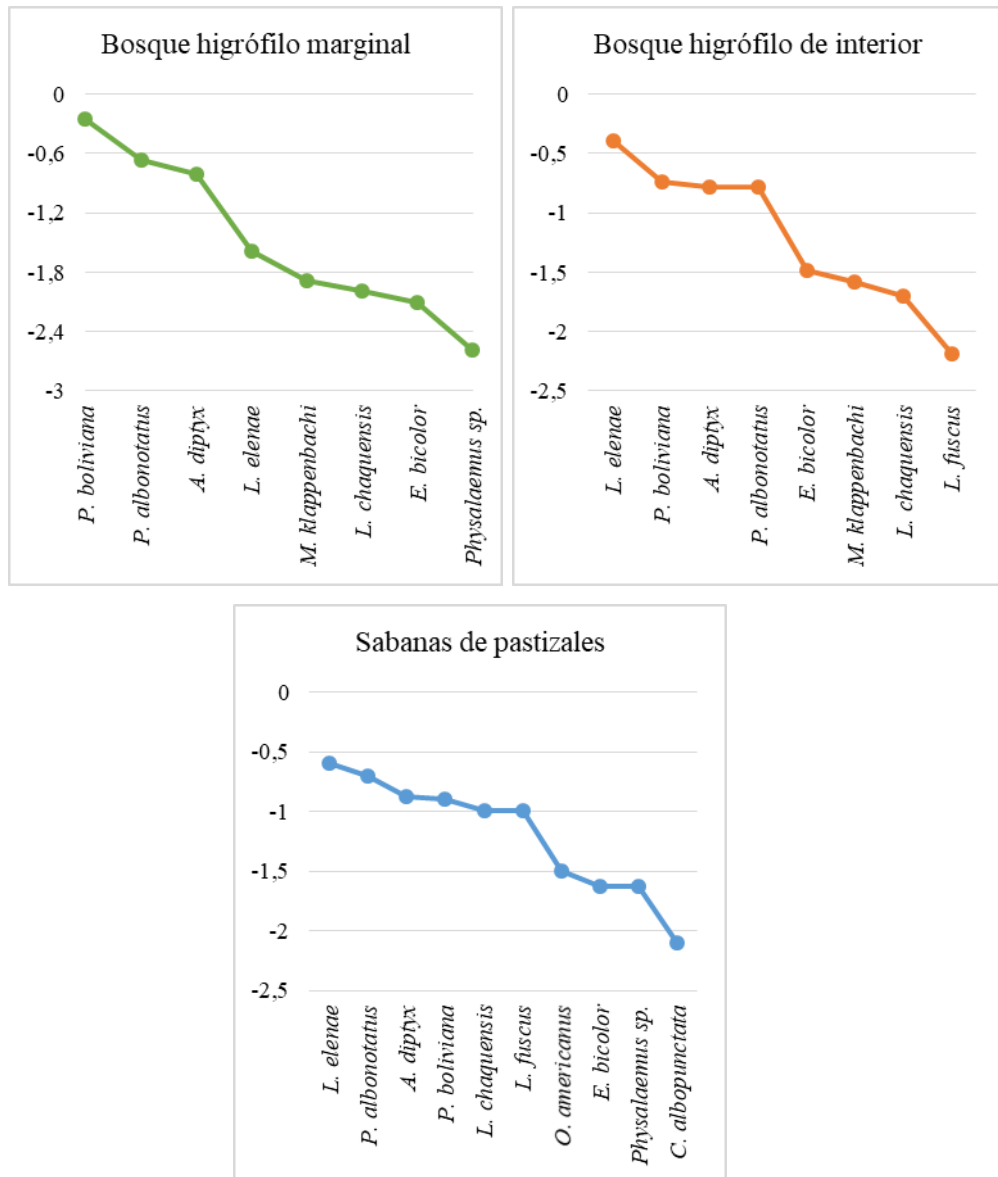 Bosque higrófilo marginal
0
-0,6
-1,2
-1,8
-2,4
-3
P. boliviana
P. albonotatus
A. diptyx
L. elenae
M. klappenbachi
L. chaquensis
E. bicolor
Physalaemus sp.
Bosque higrófilo de interior
0
-0,5
-1
-1,5
-2
-2,5
L. elenae
P. boliviana
A. diptyx
P. albonotatus
E. bicolor
M. klappenbachi
L. chaquensis
L. fuscus
Sabanas de pastizales
0
-0,5
-1
-1,5
-2
-2,5
L. elenae
P. albonotatus
A. diptyx
P. boliviana
L. chaquensis
L. fuscus
O. americanus
E. bicolor
Physalaemus sp.
C. albopunctata